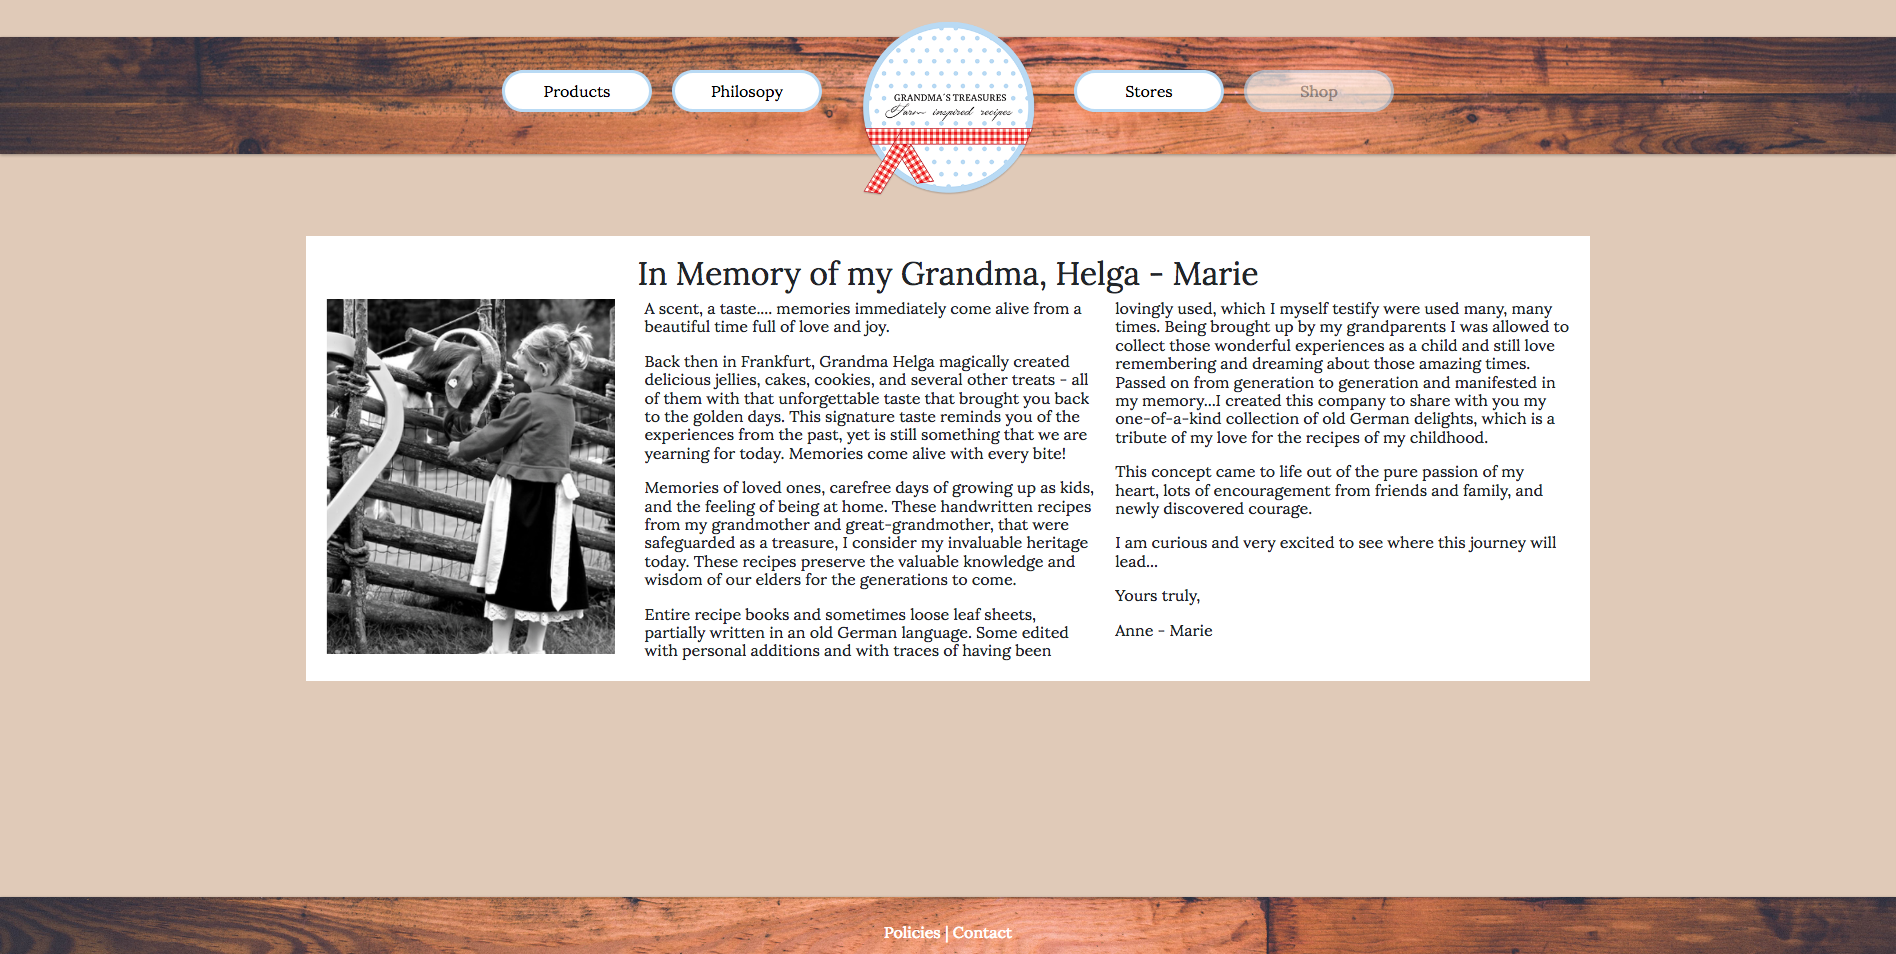 Products
Philosopy
GRANDMA´S TREASURES
Farm inspired recipes
Stores
Shop
In Memory of my Grandma, Helga - Marie
A scent, a taste.... memories immediately come alive from a
beautiful time full of love and joy.
Back then in Frankfurt, Grandma Helga magically created
delicious jellies, cakes, cookies, and several other treats - all
of them with that unforgettable taste that brought you back
to the golden days. This signature taste reminds you of the
experiences from the past, yet is still something that we are
yearning for today. Memories come alive with every bite!
Memories of loved ones, carefree days of growing up as kids,
and the feeling of being at home. These handwritten recipes
from my grandmother and great-grandmother, that were
safeguarded as a treasure, I consider my invaluable heritage
today. These recipes preserve the valuable knowledge and
wisdom of our elders for the generations to come.
Entire recipe books and sometimes loose leaf sheets,
partially written in an old German language. Some edited
with personal additions and with traces of having been
lovingly used, which I myself testify were used many, many
times. Being brought up by my grandparents I was allowed to
collect those wonderful experiences as a child and still love
remembering and dreaming about those amazing times.
Passed on from generation to generation and manifested in
my memory...I created this company to share with you my
one-of-a-kind collection of old German delights, which is a
tribute of my love for the recipes of my childhood.
This concept came to life out of the pure passion of my
heart, lots of encouragement from friends and family, and
newly discovered courage.
I am curious and very excited to see where this journey will
lead...
Yours truly,
Anne - Marie
Policies | Contact